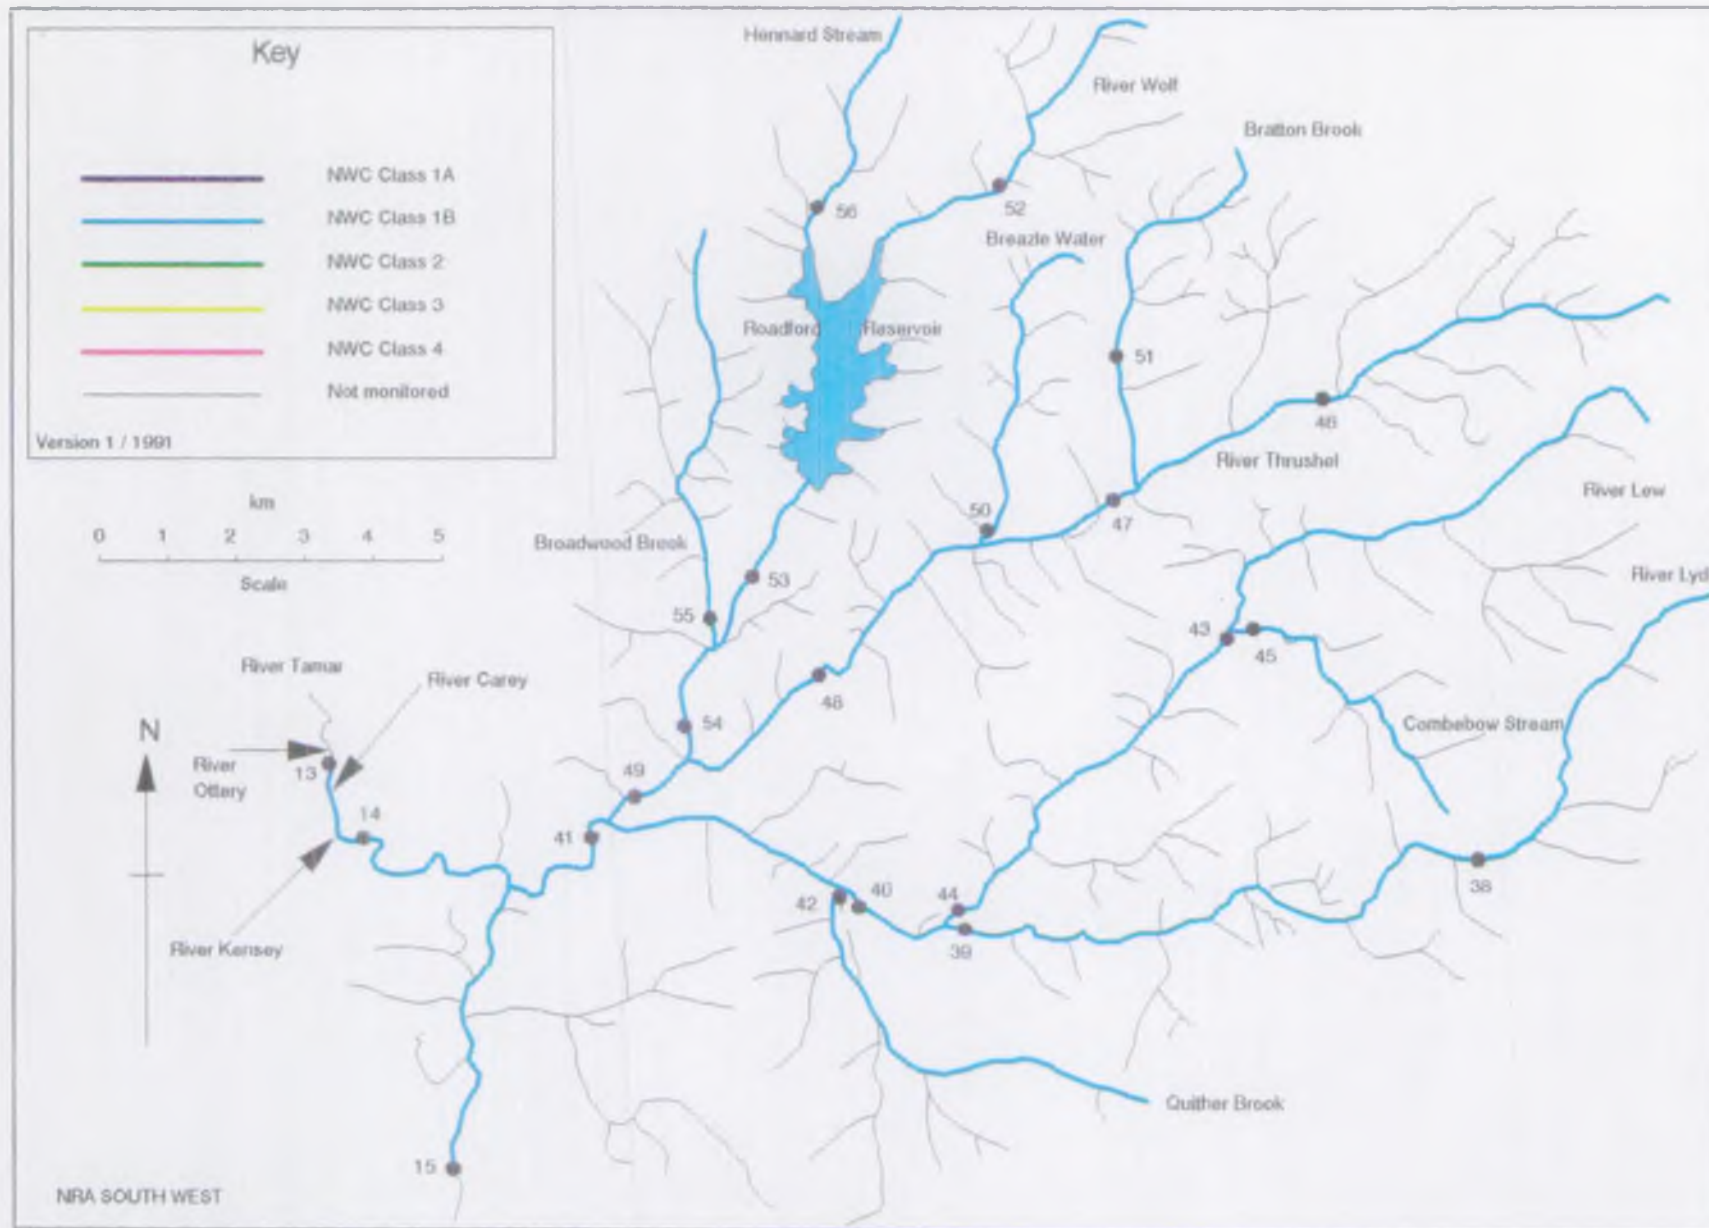 Key
NWC Class 1A
NWC Class 1B
NWC Class 2
NWC Class 3
NWC Class 4
Not monitored
Version 1 / 1991
km
0 1 2 3 4 5
Scale
Hennard Stream
River Wolf
Bratton Brook
56
52
Breazle Water
Roadford Reservoir
51
46
River Thrushel
River Lew
50
47
Broadwood Brook
53
River Lyd
55
43
45
River Tamar
River Carey
48
54
Combebow Stream
N
River
Ottery
13
49
14
41
38
40
42
44
39
River Kensey
Quither Brook
15
NRA SOUTH WEST